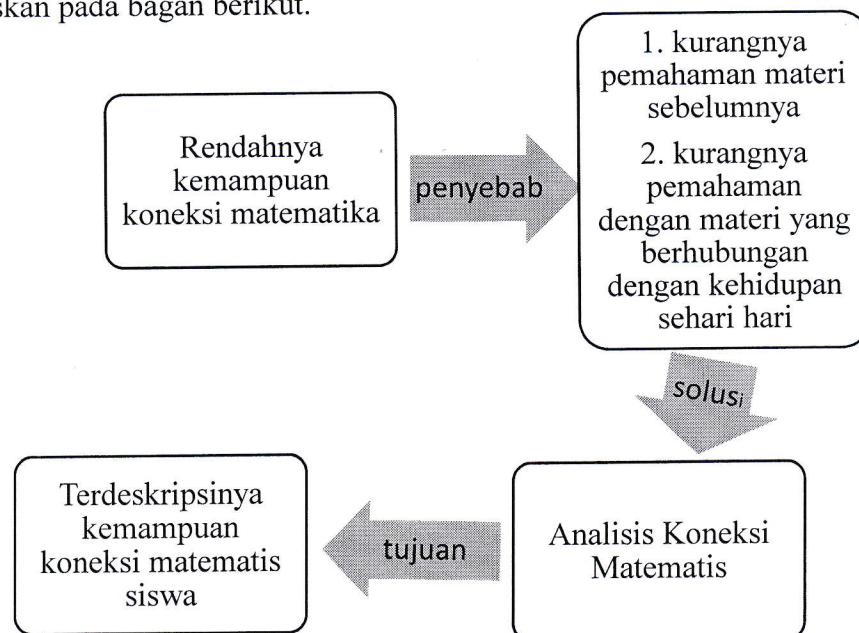 skan pada bagan berikut.
Rendahnya
kemampuan
koneksi matematika
penyebab
1. kurangnya
pemahaman materi
sebelumnya
2. kurangnya
pemahaman
dengan materi yang
berhubungan
dengan kehidupan
sehari hari
solusi
Analisis Koneksi
Matematis
tujuan
Terdeskripsinya
kemampuan
koneksi matematis
siswa